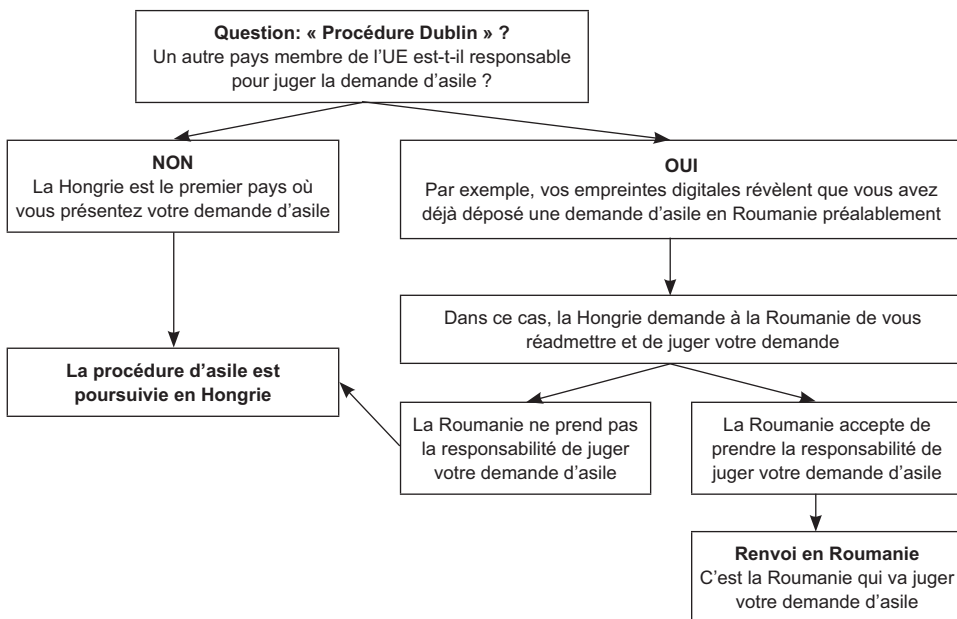 Question: « Procédure Dublin » ?
Un autre pays membre de l’UE est-t-il responsable
pour juger la demande d’asile ?
NON
La Hongrie est le premier pays où
vous présentez votre demande d’asile
OUI
Par exemple, vos empreintes digitales révèlent que vous avez
déjà déposé une demande d’asile en Roumanie préalablement
Dans ce cas, la Hongrie demande à la Roumanie de vous
réadmettre et de juger votre demande
La procédure d’asile est
poursuivie en Hongrie
La Roumanie ne prend pas
la responsabilité de juger
votre demande d’asile
La Roumanie accepte de
prendre la responsabilité de
juger votre demande d’asile
Renvoi en Roumanie
C’est la Roumanie qui va juger
votre demande d’asile